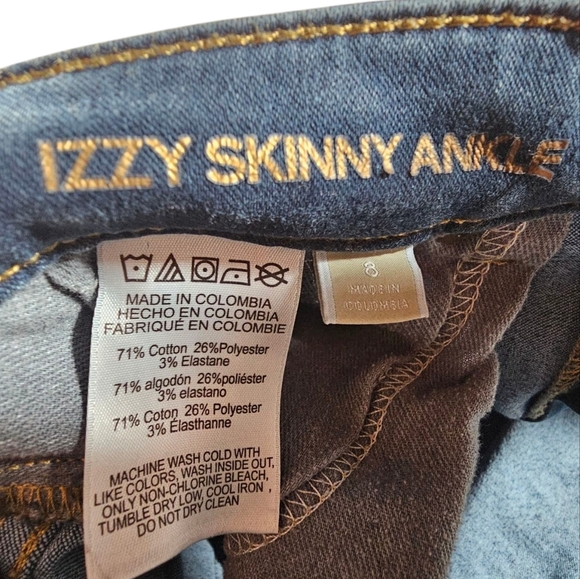 IZZY SKINNY ANKLE
MADE IN COLOMBIA
HECHO EN COLOMBIA
FABRIQUÉ EN COLOMBIE
71% Cotton 26%Polyester
3% Elastane
71% algodón 26%poliéster
3% elastano
71% Coton 26% Polyester
3% Élasthanne
MACHINE WASH COLD WITH
LIKE COLORS, WASH INSIDE OUT,
ONLY NON-CHLORINE BLEACH,
TUMBLE DRY LOW, COOL IRON ,
DO NOT DRY CLEAN
8
MADE IN
COLOMBIA